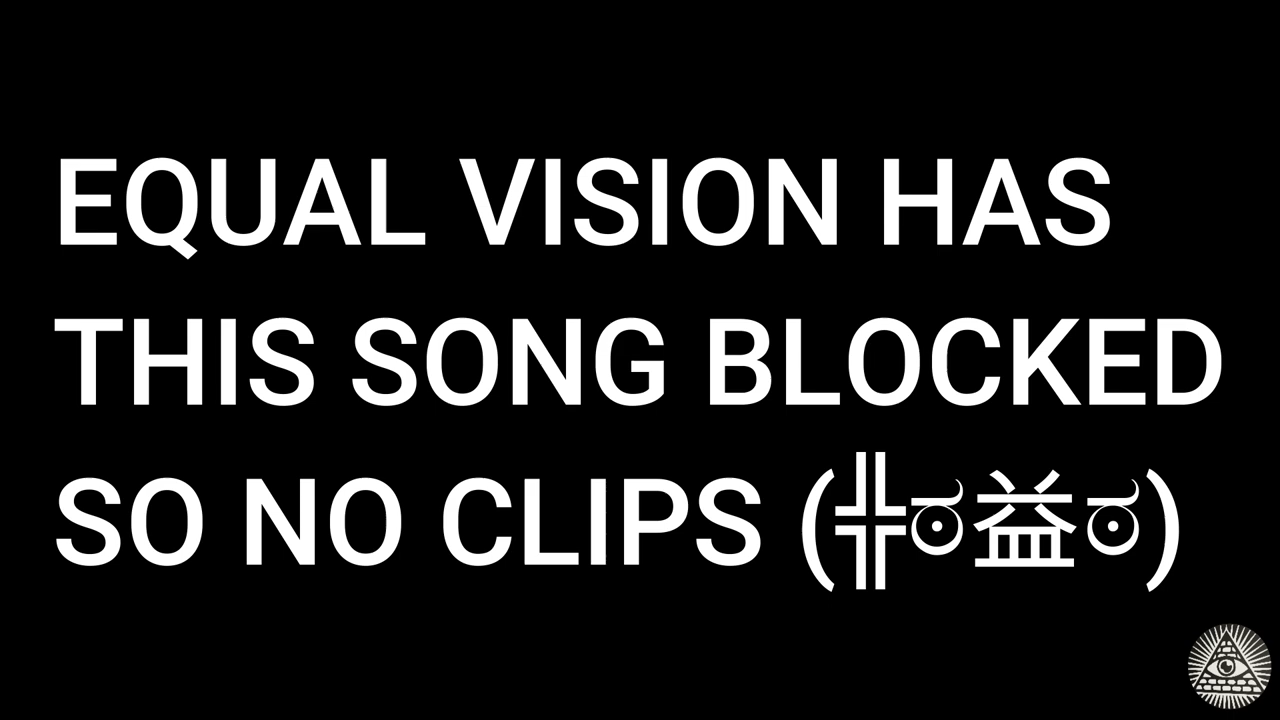 EQUAL VISION HAS
THIS SONG BLOCKED
SO NO CLIPS (╬ಠ益ಠ)